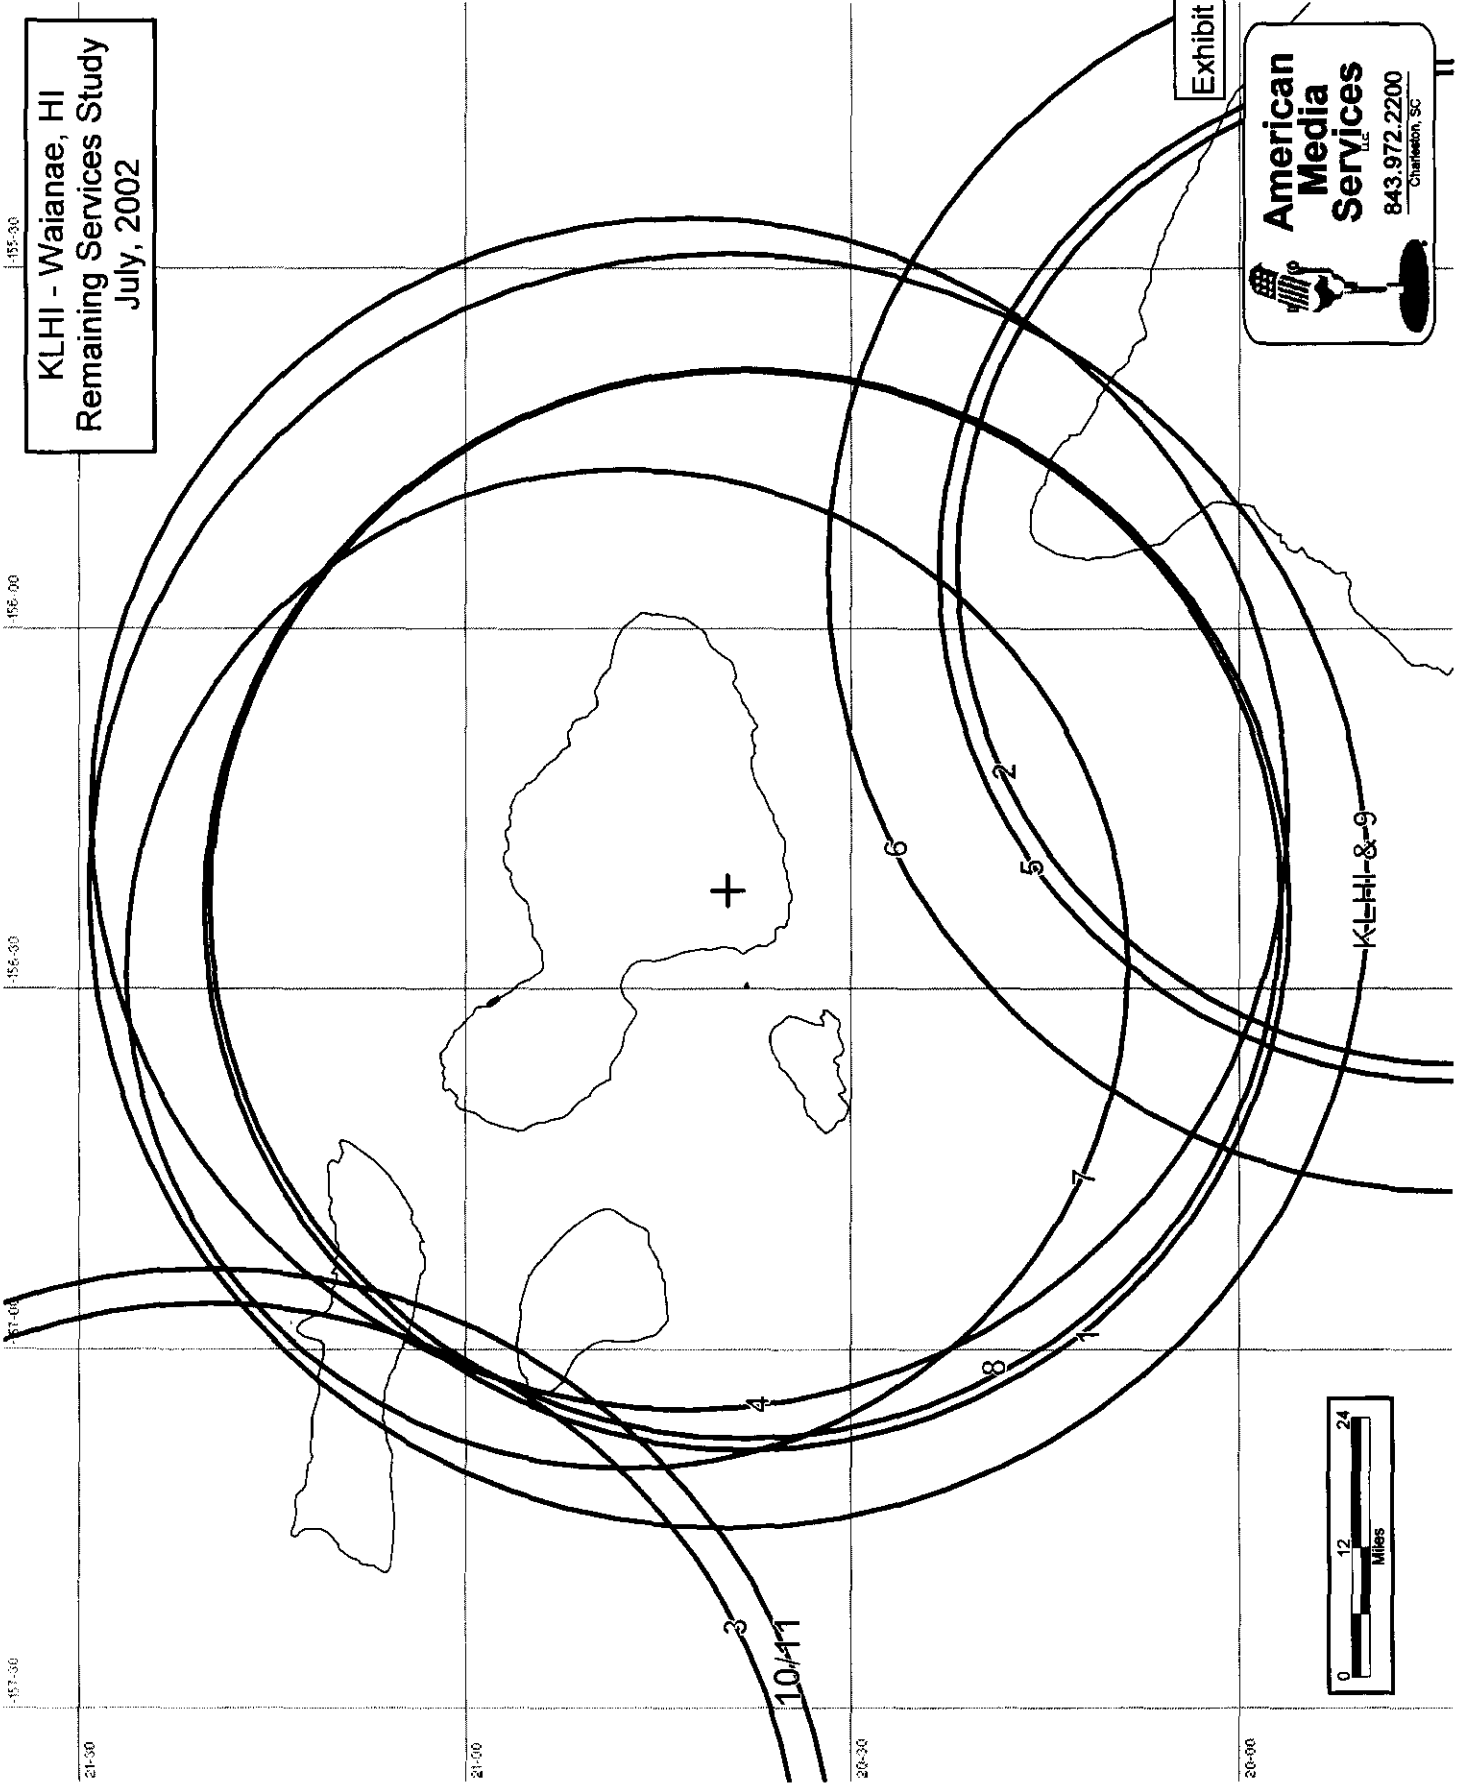 KLHI - Waianae, HI
Remaining Services Study
July, 2002
21-30
21-00
20-30
20-00
-157-30
-157-00
-156-30
-156-00
-155-30
3
10/11
4
8
1
7
6
5
2
KLHI-&-9
0 12 24
Miles
Exhibit
American
Media
Services
LLC
843.972.2200
Charleston, SC